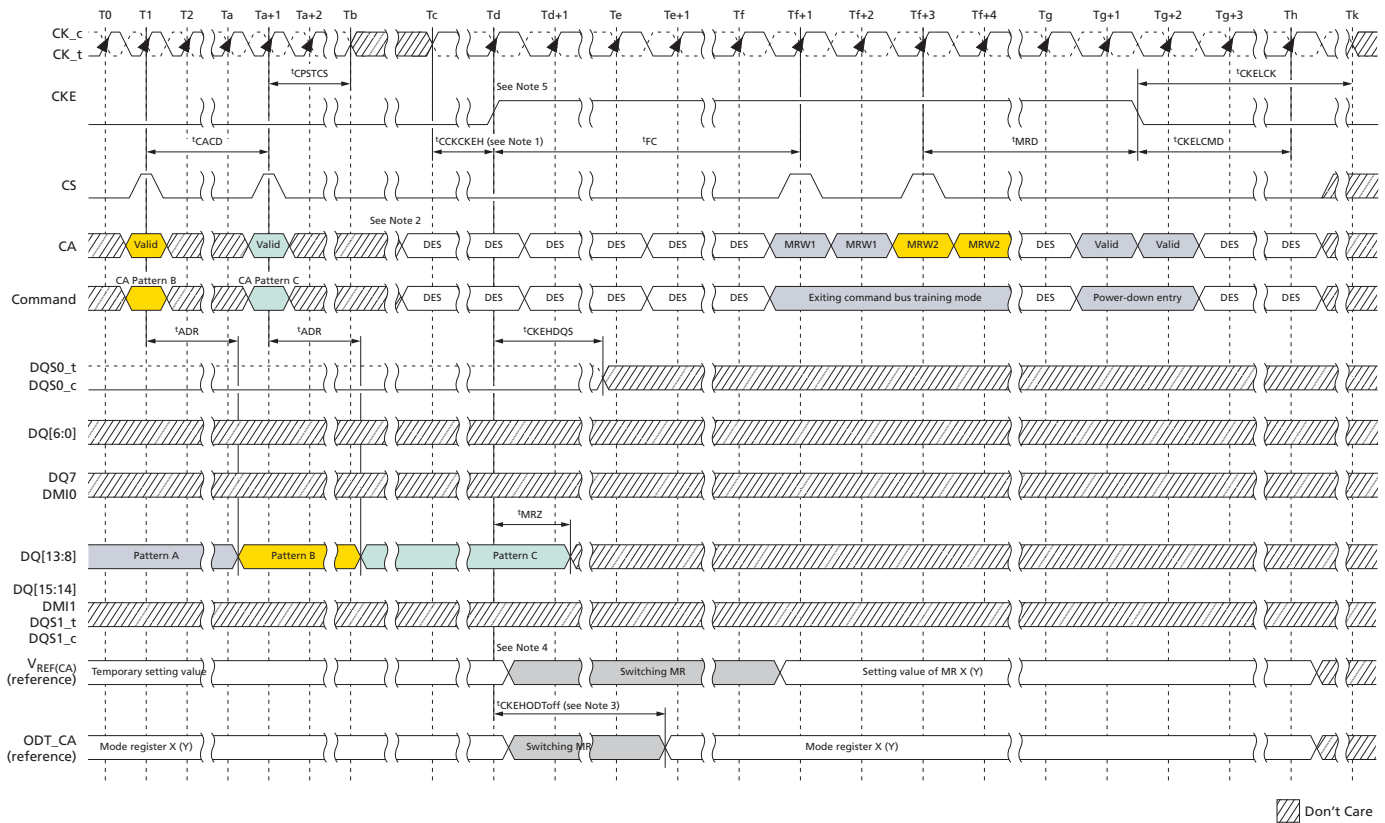 T0 T1 T2 Ta Ta+1 Ta+2 Tb Tc Td Td+1 Te Te+1 Tf Tf+1 Tf+2 Tf+3 Tf+4 Tg Tg+1 Tg+2 Tg+3 Th Tk
CK_c
CK_t
tCPSTCS
tCKELCK
CKE
See Note 5
tCACD
tCCKCKEH (see Note 1)
tFC
tMRD
tCKELCMD
CS
See Note 2
CA
Valid Valid DES DES DES DES DES DES MRW1 MRW1 MRW2 MRW2 DES Valid Valid DES DES
CA Pattern B CA Pattern C
Command
DES DES DES DES DES DES Exiting command bus training mode DES Power-down entry DES DES
tADR tADR tCKEHDQS
DQS0_t
DQS0_c
DQ[6:0]
DQ7
DMI0
tMRZ
DQ[13:8]
Pattern A Pattern B Pattern C
DQ[15:14]
DMI1
DQS1_t
DQS1_c
See Note 4
VREF(CA)
(reference)
Temporary setting value Switching MR Setting value of MR X (Y)
tCKEHODToff (see Note 3)
ODT_CA
(reference)
Mode register X (Y) Switching MR Mode register X (Y)
Don't Care